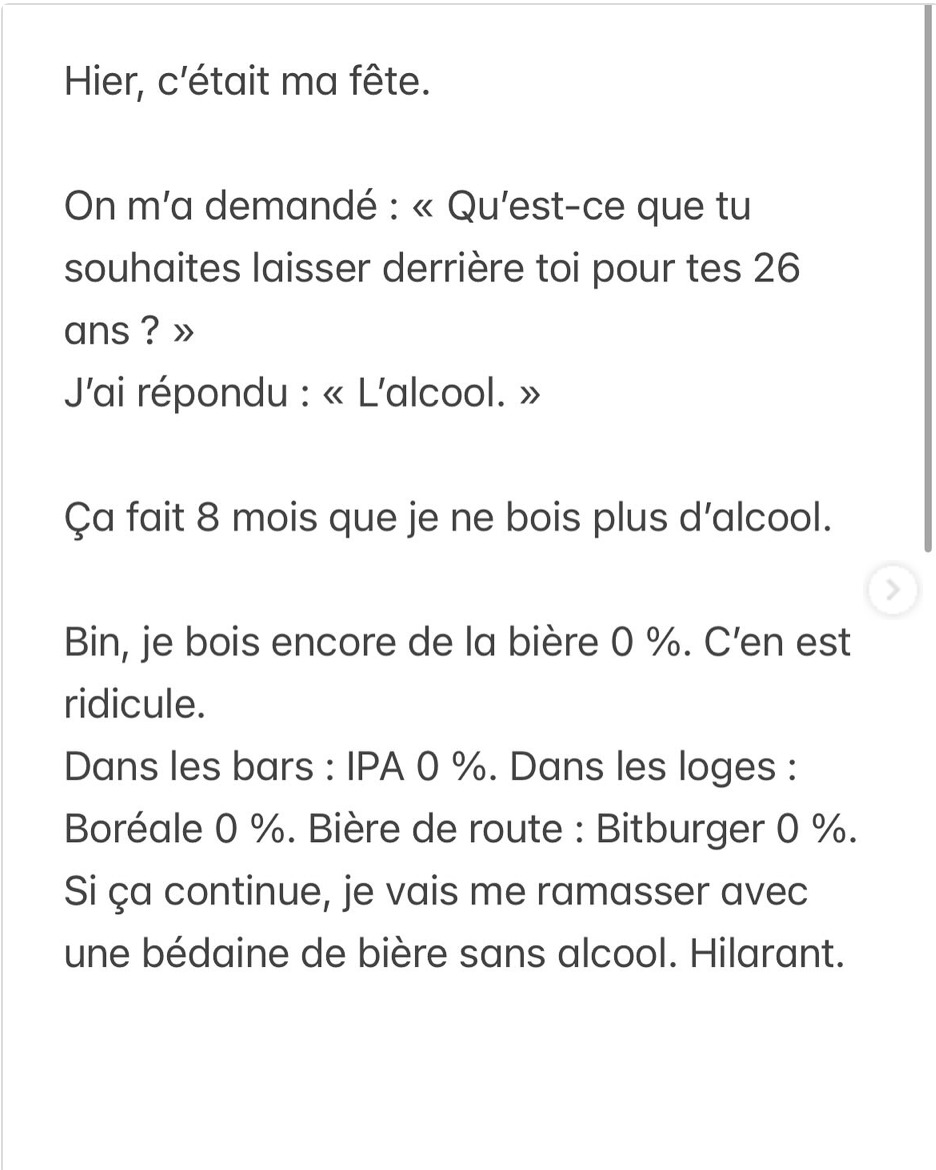 Hier, c’était ma fête.
On m’a demandé : « Qu’est-ce que tu
souhaites laisser derrière toi pour tes 26
ans ? »
J’ai répondu : « L’alcool. »
Ça fait 8 mois que je ne bois plus d’alcool.
Bin, je bois encore de la bière 0 %. C’en est
ridicule.
Dans les bars : IPA 0 %. Dans les loges :
Boréale 0 %. Bière de route : Bitburger 0 %.
Si ça continue, je vais me ramasser avec
une bédaine de bière sans alcool. Hilarant.